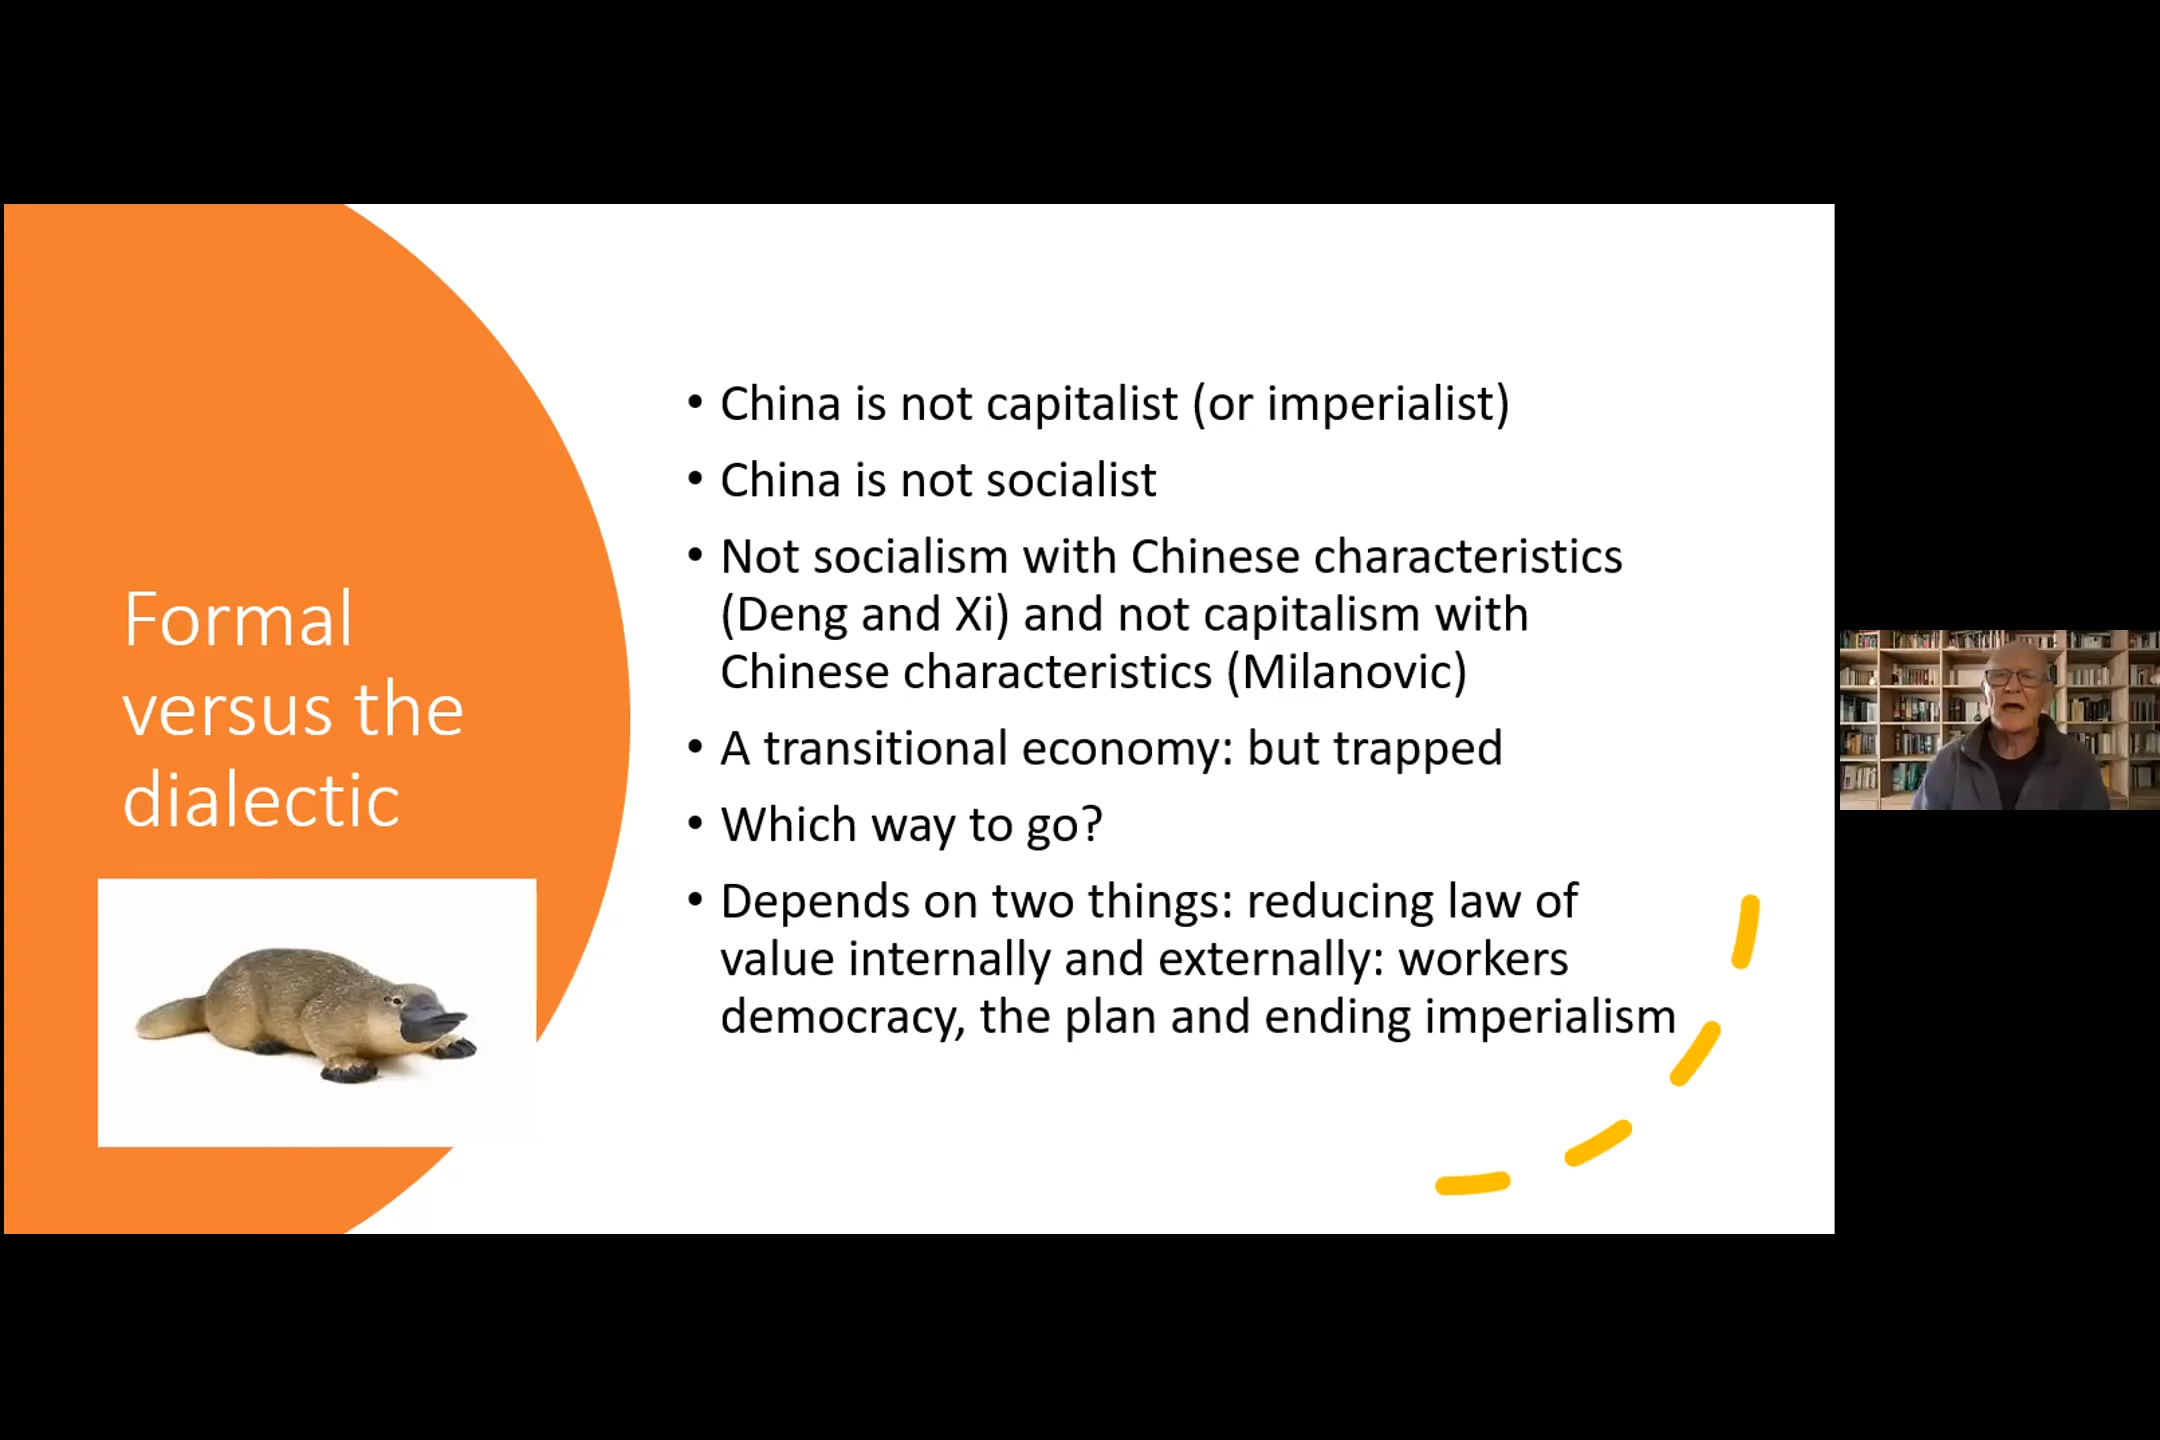 Formal
versus the
dialectic
• China is not capitalist (or imperialist)
• China is not socialist
• Not socialism with Chinese characteristics
(Deng and Xi) and not capitalism with
Chinese characteristics (Milanovic)
• A transitional economy: but trapped
• Which way to go?
• Depends on two things: reducing law of
value internally and externally: workers
democracy, the plan and ending imperialism